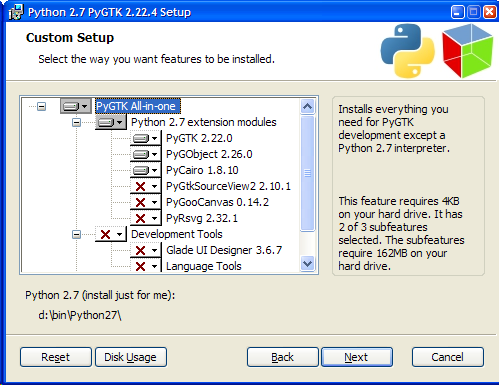 Python 2.7 PyGTK 2.22.4 Setup
Custom Setup
Select the way you want features to be installed.
PyGTK All-in-one
Python 2.7 extension modules
PyGTK 2.22.0
PyGObject 2.26.0
PyCairo 1.8.10
PyGtkSourceView2 2.10.1
PyGooCanvas 0.14.2
PyRsvg 2.32.1
Development Tools
Glade UI Designer 3.6.7
Language Tools
Installs everything you
need for PyGTK
development except a
Python 2.7 interpreter.
This feature requires 4KB
on your hard drive. It has
2 of 3 subfeatures
selected. The subfeatures
require 162MB on your
hard drive.
Python 2.7 (install just for me):
d:\bin\Python27\
Reset
Disk Usage
Back
Next
Cancel